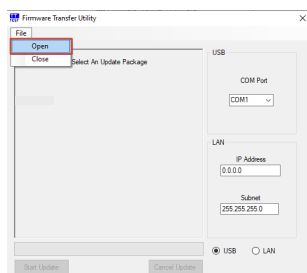 Firmware Transfer Utility
File
Open
Close
Select An Update Package
USB
COM Port
COM1
LAN
IP Address
0.0.0.0
Subnet
255.255.255.0
USB
LAN
Start Update
Cancel Update